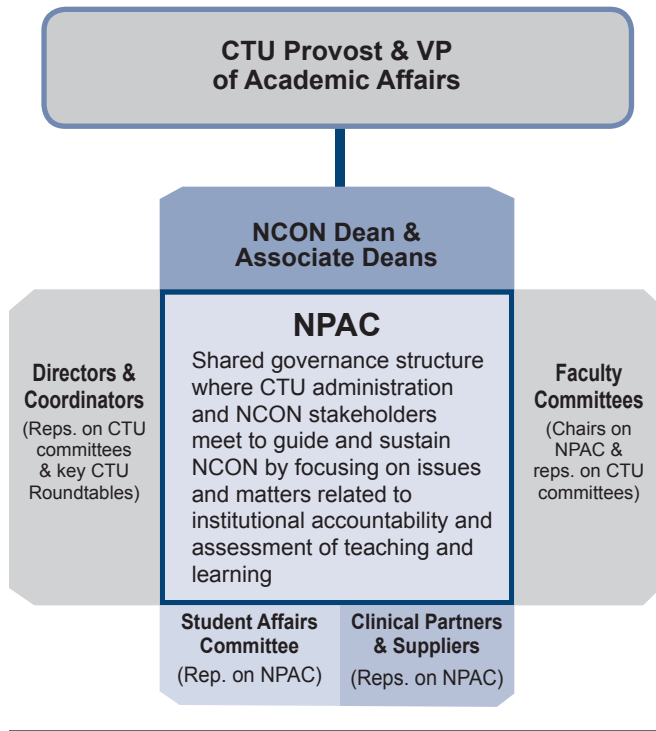 CTU Provost & VP
of Academic Affairs
NCON Dean &
Associate Deans
Directors &
Coordinators
(Reps. on CTU
committees
& key CTU
Roundtables)
NPAC
Shared governance structure
where CTU administration
and NCON stakeholders
meet to guide and sustain
NCON by focusing on issues
and matters related to
institutional accountability and
assessment of teaching and
learning
Faculty
Committees
(Chairs on
NPAC &
reps. on CTU
committees)
Student Affairs
Committee
(Rep. on NPAC)
Clinical Partners
& Suppliers
(Reps. on NPAC)